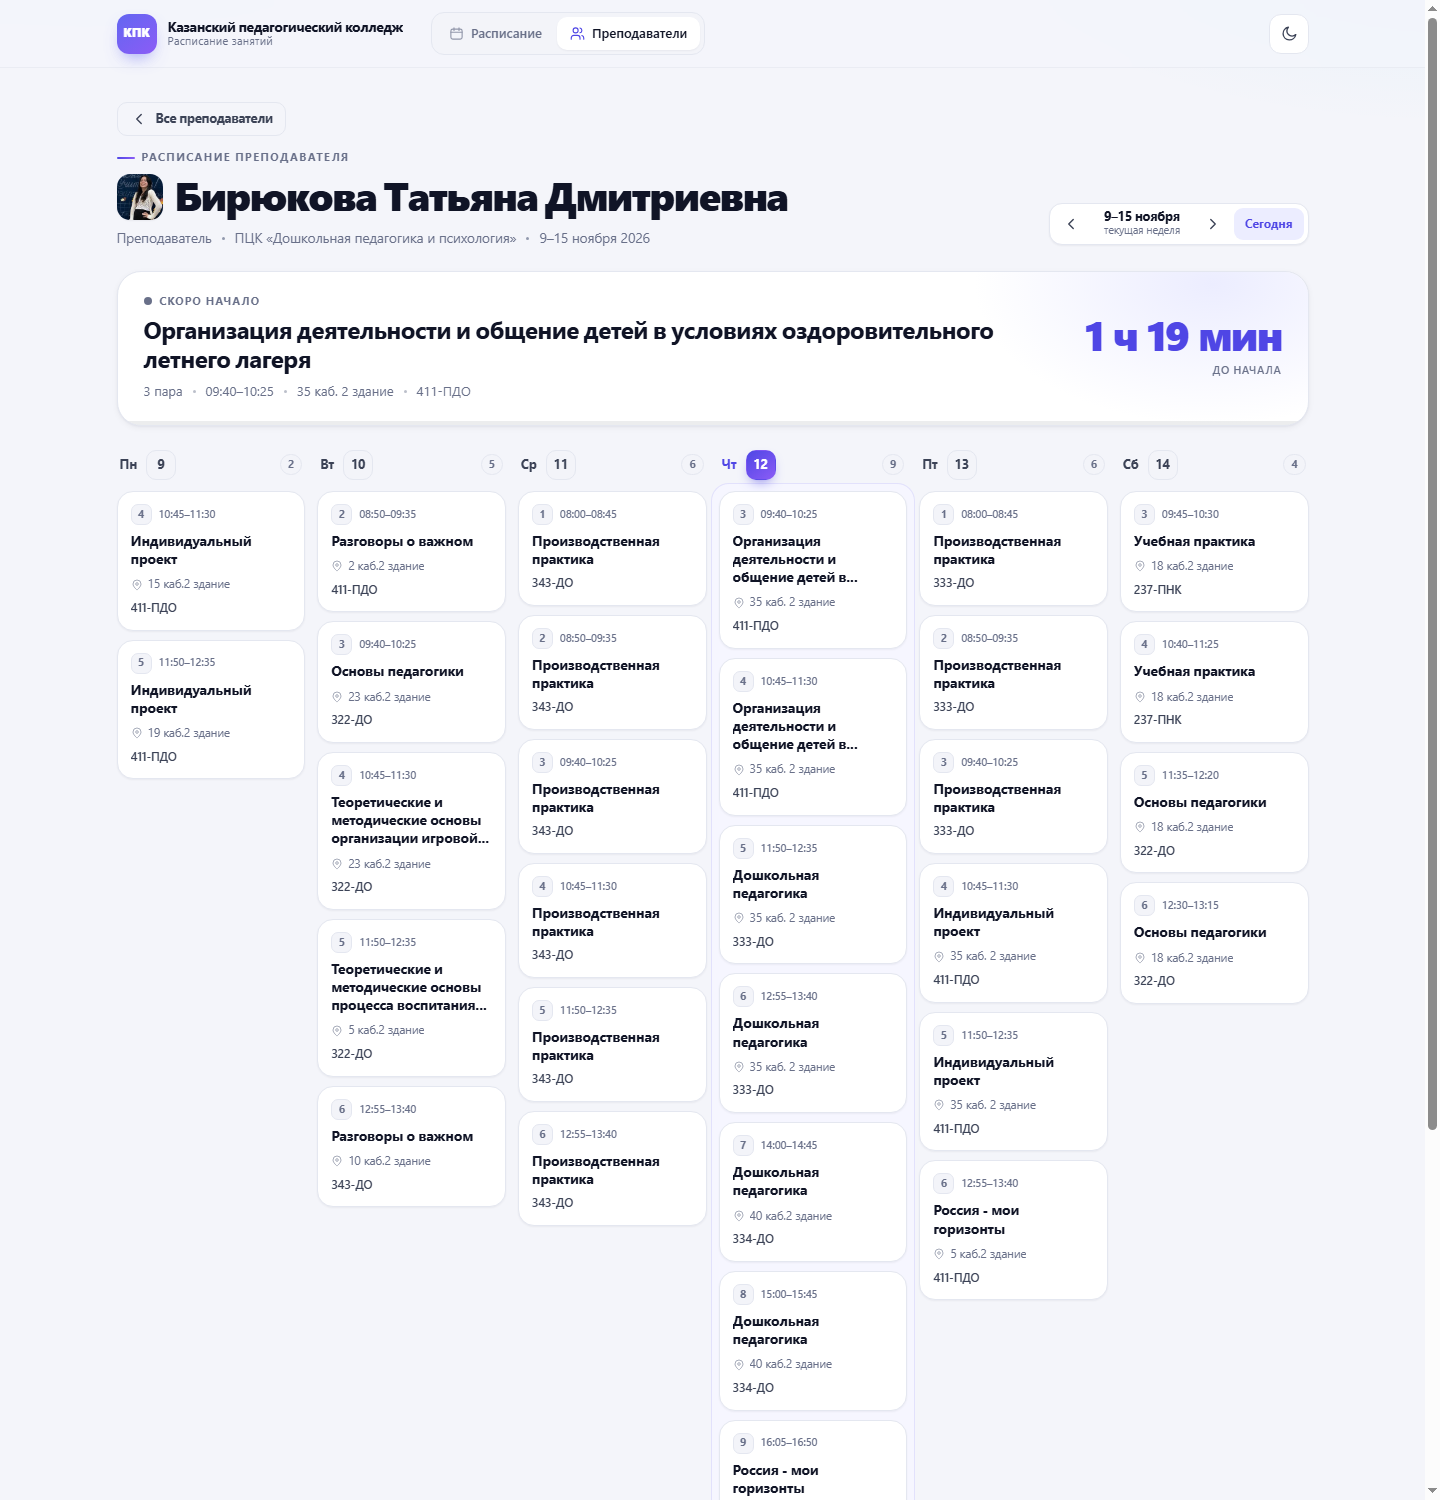 КПК
Казанский педагогический колледж
Расписание занятий
Расписание
Преподаватели
Все преподаватели
РАСПИСАНИЕ ПРЕПОДАВАТЕЛЯ
Бирюкова Татьяна Дмитриевна
Преподаватель • ПЦК «Дошкольная педагогика и психология» • 9–15 ноября 2026
9–15 ноября
текущая неделя
Сегодня
СКОРО НАЧАЛО
Организация деятельности и общение детей в условиях оздоровительного
летнего лагеря
3 пара • 09:40–10:25 • 35 каб. 2 здание • 411-ПДО
1 ч 19 мин
ДО НАЧАЛА
Пн 9 2
4 10:45–11:30
Индивидуальный
проект
15 каб.2 здание
411-ПДО
5 11:50–12:35
Индивидуальный
проект
19 каб.2 здание
411-ПДО
Вт 10 5
2 08:50–09:35
Разговоры о важном
2 каб.2 здание
411-ПДО
3 09:40–10:25
Основы педагогики
23 каб.2 здание
322-ДО
4 10:45–11:30
Теоретические и
методические основы
организации игровой...
23 каб.2 здание
322-ДО
5 11:50–12:35
Теоретические и
методические основы
процесса воспитания...
5 каб.2 здание
322-ДО
6 12:55–13:40
Разговоры о важном
10 каб.2 здание
343-ДО
Ср 11 6
1 08:00–08:45
Производственная
практика
343-ДО
2 08:50–09:35
Производственная
практика
343-ДО
3 09:40–10:25
Производственная
практика
343-ДО
4 10:45–11:30
Производственная
практика
343-ДО
5 11:50–12:35
Производственная
практика
343-ДО
6 12:55–13:40
Производственная
практика
343-ДО
Чт 12 9
3 09:40–10:25
Организация
деятельности и
общение детей в...
35 каб. 2 здание
411-ПДО
4 10:45–11:30
Организация
деятельности и
общение детей в...
35 каб. 2 здание
411-ПДО
5 11:50–12:35
Дошкольная
педагогика
35 каб. 2 здание
333-ДО
6 12:55–13:40
Дошкольная
педагогика
35 каб. 2 здание
333-ДО
7 14:00–14:45
Дошкольная
педагогика
40 каб.2 здание
334-ДО
8 15:00–15:45
Дошкольная
педагогика
40 каб.2 здание
334-ДО
9 16:05–16:50
Россия - мои
горизонты
Пт 13 6
1 08:00–08:45
Производственная
практика
333-ДО
2 08:50–09:35
Производственная
практика
333-ДО
3 09:40–10:25
Производственная
практика
333-ДО
4 10:45–11:30
Индивидуальный
проект
35 каб. 2 здание
411-ПДО
5 11:50–12:35
Индивидуальный
проект
35 каб. 2 здание
411-ПДО
6 12:55–13:40
Россия - мои
горизонты
5 каб.2 здание
411-ПДО
Сб 14 4
3 09:45–10:30
Учебная практика
18 каб.2 здание
237-ПНК
4 10:40–11:25
Учебная практика
18 каб.2 здание
237-ПНК
5 11:35–12:20
Основы педагогики
18 каб.2 здание
322-ДО
6 12:30–13:15
Основы педагогики
18 каб.2 здание
322-ДО